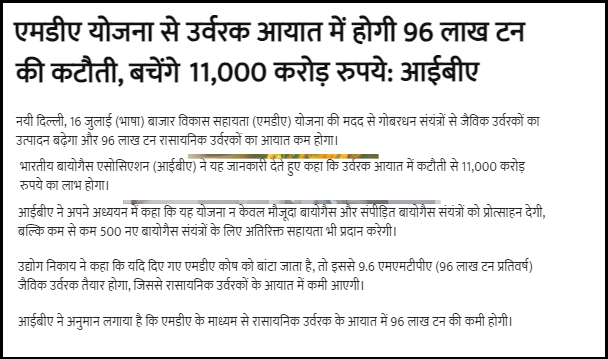 एमडीए योजना से उर्वरक आयात में होगी 96 लाख टन
की कटौती, बचेंगे 11,000 करोड़ रुपये: आईबीए
नयी दिल्ली, 16 जुलाई (भाषा) बाजार विकास सहायता (एमडीए) योजना की मदद से गोबरधन संयंत्रों से जैविक उर्वरकों का
उत्पादन बढ़ेगा और 96 लाख टन रासायनिक उर्वरकों का आयात कम होगा।
भारतीय बायोगैस एसोसिएशन (आईबीए) ने यह जानकारी देते हुए कहा कि उर्वरक आयात में कटौती से 11,000 करोड़
रुपये का लाभ होगा।
आईबीए ने अपने अध्ययन में कहा कि यह योजना न केवल मौजूदा बायोगैस और संपीड़ित बायोगैस संयंत्रों को प्रोत्साहन देगी,
बल्कि कम से कम 500 नए बायोगैस संयंत्रों के लिए अतिरिक्त सहायता भी प्रदान करेगी।
उद्योग निकाय ने कहा कि यदि दिए गए एमडीए कोष को बांटा जाता है, तो इससे 9.6 एमएमटीपीए (96 लाख टन प्रतिवर्ष)
जैविक उर्वरक तैयार होगा, जिससे रासायनिक उर्वरकों के आयात में कमी आएगी।
आईबीए ने अनुमान लगाया है कि एमडीए के माध्यम से रासायनिक उर्वरक के आयात में 96 लाख टन की कमी होगी।